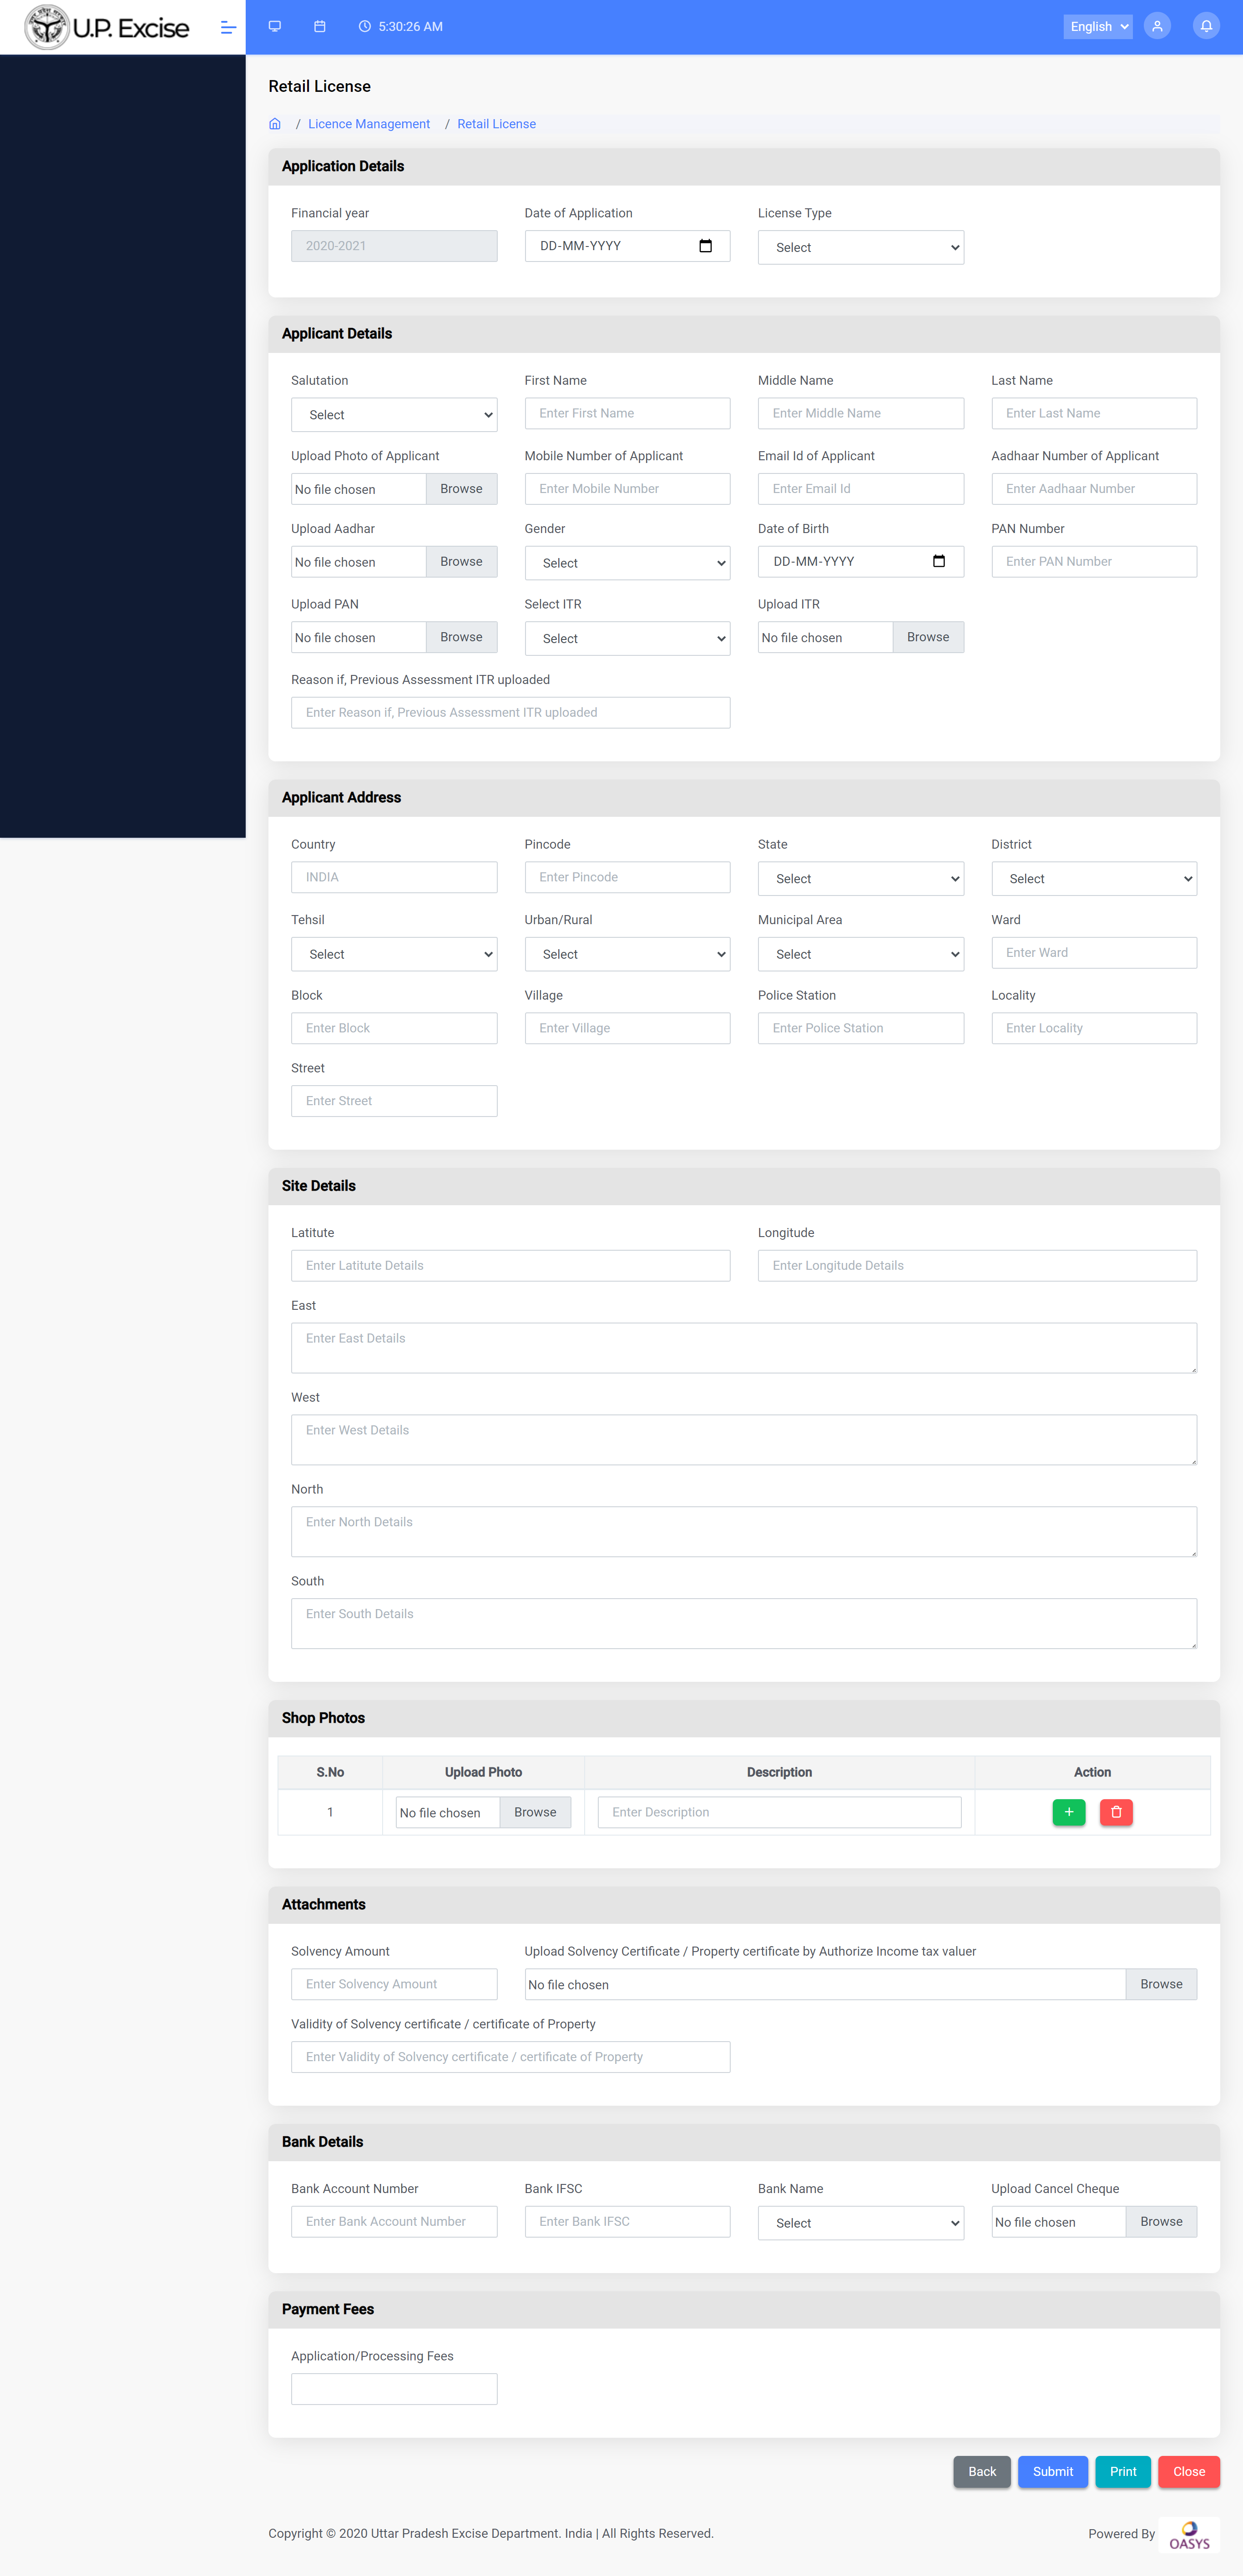 U.P. Excise
5:30:26 AM
English
Retail License
/ Licence Management / Retail License
Application Details
Financial year Date of Application License Type
2020-2021 DD-MM-YYYY Select
Applicant Details
Salutation First Name Middle Name Last Name
Select Enter First Name Enter Middle Name Enter Last Name
Upload Photo of Applicant Mobile Number of Applicant Email Id of Applicant Aadhaar Number of Applicant
No file chosen Browse Enter Mobile Number Enter Email Id Enter Aadhaar Number
Upload Aadhar Gender Date of Birth PAN Number
No file chosen Browse Select DD-MM-YYYY Enter PAN Number
Upload PAN Select ITR Upload ITR
No file chosen Browse Select No file chosen Browse
Reason if, Previous Assessment ITR uploaded
Enter Reason if, Previous Assessment ITR uploaded
Applicant Address
Country Pincode State District
INDIA Enter Pincode Select Select
Tehsil Urban/Rural Municipal Area Ward
Select Select Select Enter Ward
Block Village Police Station Locality
Enter Block Enter Village Enter Police Station Enter Locality
Street
Enter Street
Site Details
Latitute Longitude
Enter Latitute Details Enter Longitude Details
East
Enter East Details
West
Enter West Details
North
Enter North Details
South
Enter South Details
Shop Photos
S.No Upload Photo Description Action
1 No file chosen Browse Enter Description
Attachments
Solvency Amount Upload Solvency Certificate / Property certificate by Authorize Income tax valuer
Enter Solvency Amount No file chosen Browse
Validity of Solvency certificate / certificate of Property
Enter Validity of Solvency certificate / certificate of Property
Bank Details
Bank Account Number Bank IFSC Bank Name Upload Cancel Cheque
Enter Bank Account Number Enter Bank IFSC Select No file chosen Browse
Payment Fees
Application/Processing Fees
Back Submit Print Close
Copyright © 2020 Uttar Pradesh Excise Department. India | All Rights Reserved. Powered By OASYS